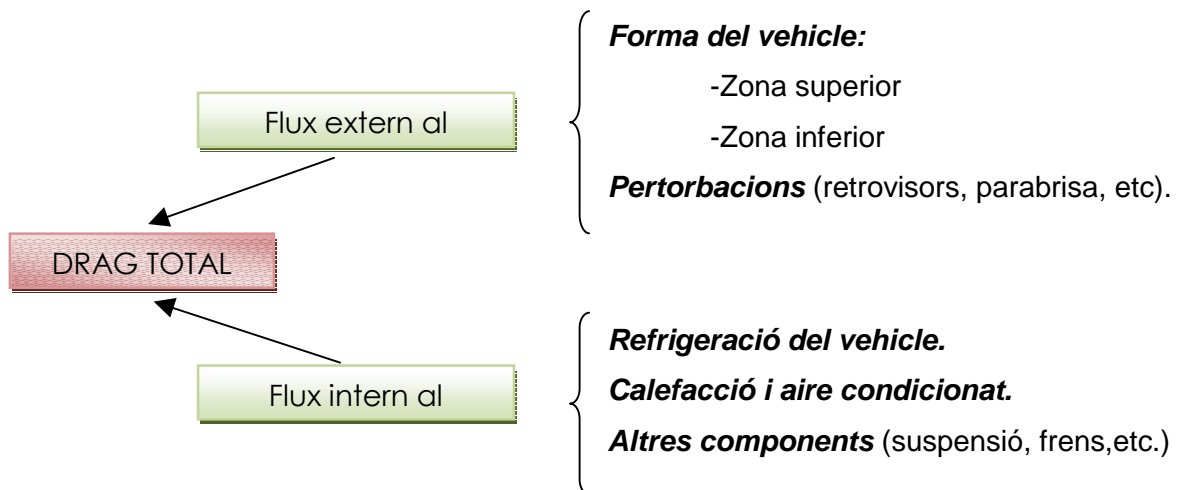 Forma del vehicle:
-Zona superior
Flux extern al
-Zona inferior
Pertorbacions (retrovisors, parabrisa, etc).
DRAG TOTAL
Refrigeració del vehicle.
Flux intern al
Calefacció i aire condicionat.
Altres components (suspensió, frens,etc.)